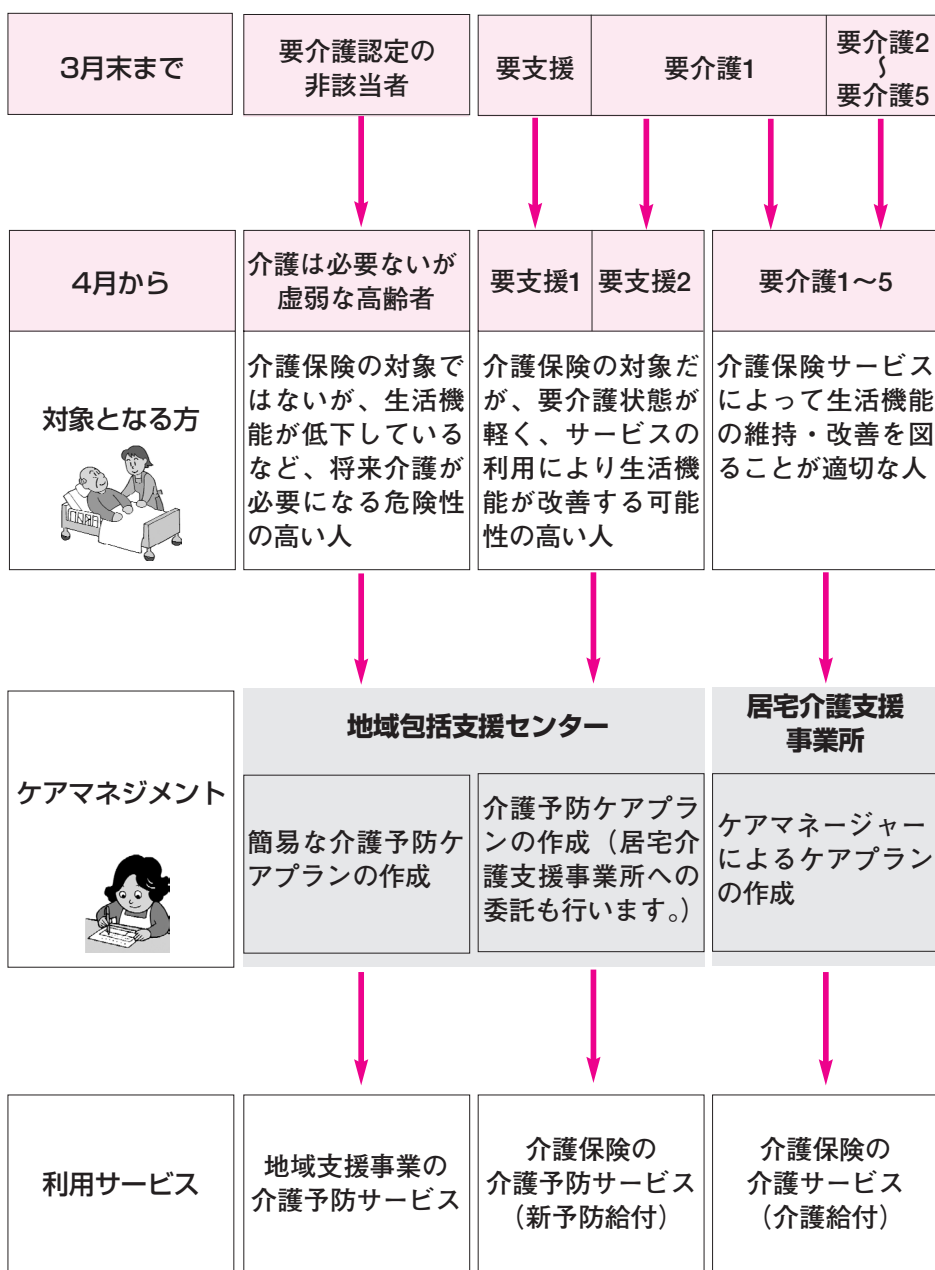 3月末まで
要介護認定の
非該当者
要支援
要介護1
要介護2
〜
要介護5
4月から
介護は必要ないが
虚弱な高齢者
要支援1
要支援2
要介護1〜5
対象となる方
介護保険の対象で
はないが、生活機
能が低下している
など、将来介護が
必要になる危険性
の高い人
介護保険の対象だ
が、要介護状態が
軽く、サービスの
利用により生活機
能が改善する可能
性の高い人
介護保険サービス
によって生活機能
の維持・改善を図
ることが適切な人
ケアマネジメント
地域包括支援センター
居宅介護支援
事業所
簡易な介護予防ケ
アプランの作成
介護予防ケアプラ
ンの作成（居宅介
護支援事業所への
委託も行います。）
ケアマネージャー
によるケアプラン
の作成
利用サービス
地域支援事業の
介護予防サービス
介護保険の
介護予防サービス
（新予防給付）
介護保険の
介護サービス
（介護給付）